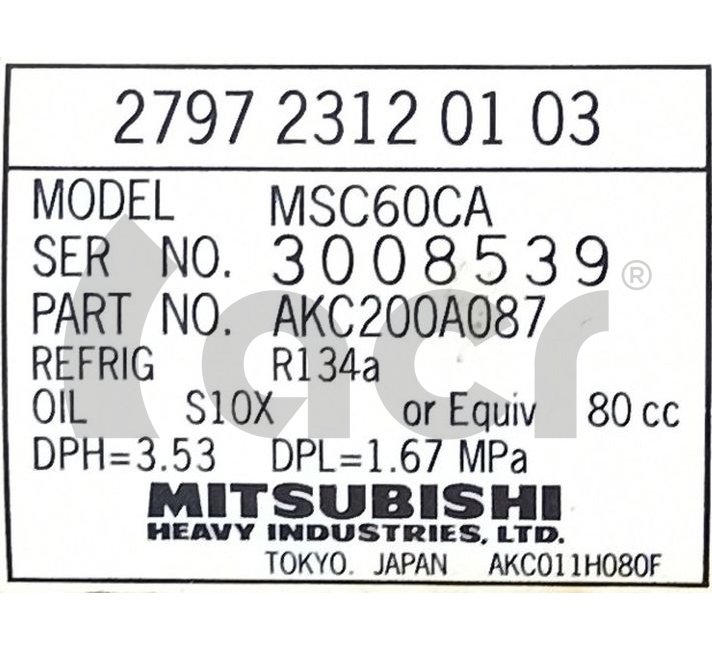 2797 2312 01 03
MODEL MSC60CA
SER NO. 3008539
PART NO. AKC200A087
REFRIG R134a
OIL S10X or Equiv 80 cc
DPH=3.53 DPL=1.67 MPa
MITSUBISHI
HEAVY INDUSTRIES, LTD.
TOKYO. JAPAN AKC011H080F
acr®